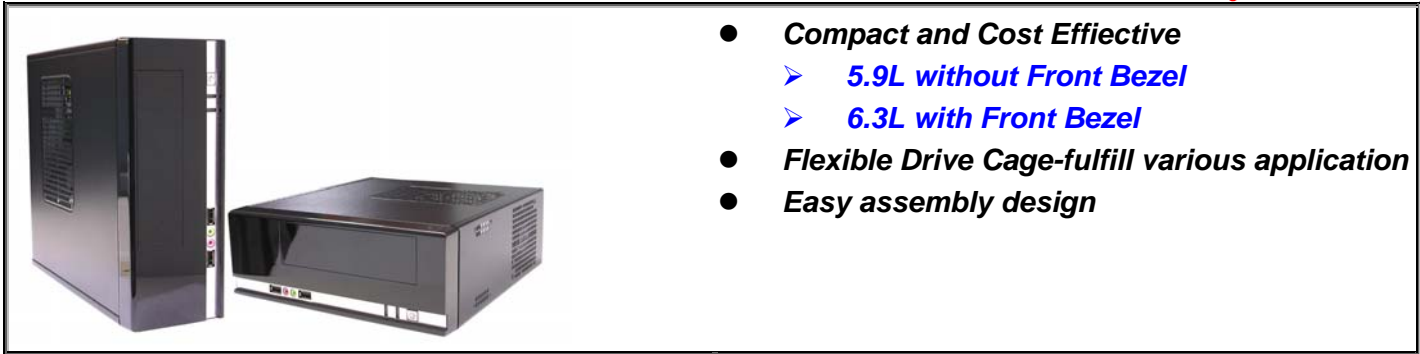 ● Compact and Cost Effiective
➢ 5.9L without Front Bezel
➢ 6.3L with Front Bezel
● Flexible Drive Cage-fulfill various application
● Easy assembly design